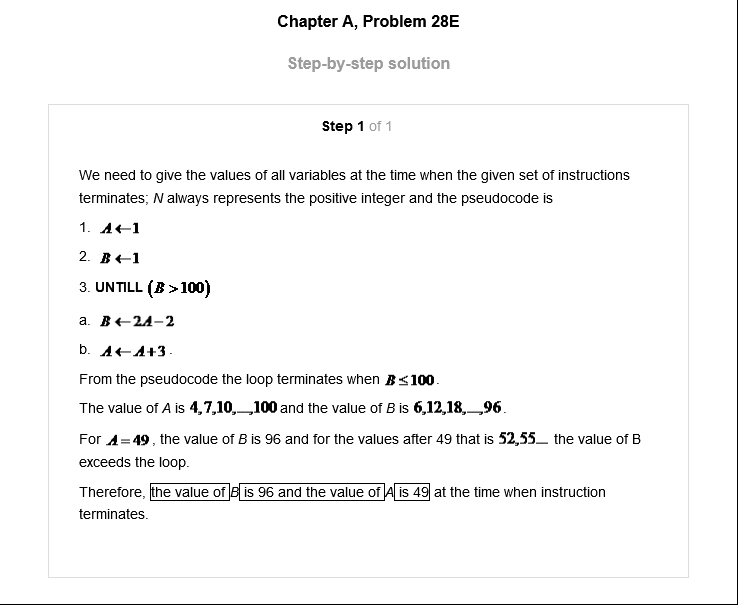 Chapter A, Problem 28E
Step-by-step solution
Step 1 of 1
We need to give the values of all variables at the time when the given set of instructions
terminates; N always represents the positive integer and the pseudocode is
1. A←1
2. B←1
3. UNTILL (B>100)
a. B←2A−2
b. A←A+3.
From the pseudocode the loop terminates when B≤100.
The value of A is 4,7,10,...,100 and the value of B is 6,12,18,...,96.
For A=49, the value of B is 96 and for the values after 49 that is 52,55... the value of B
exceeds the loop.
Therefore, the value of B is 96 and the value of A is 49 at the time when instruction
terminates.